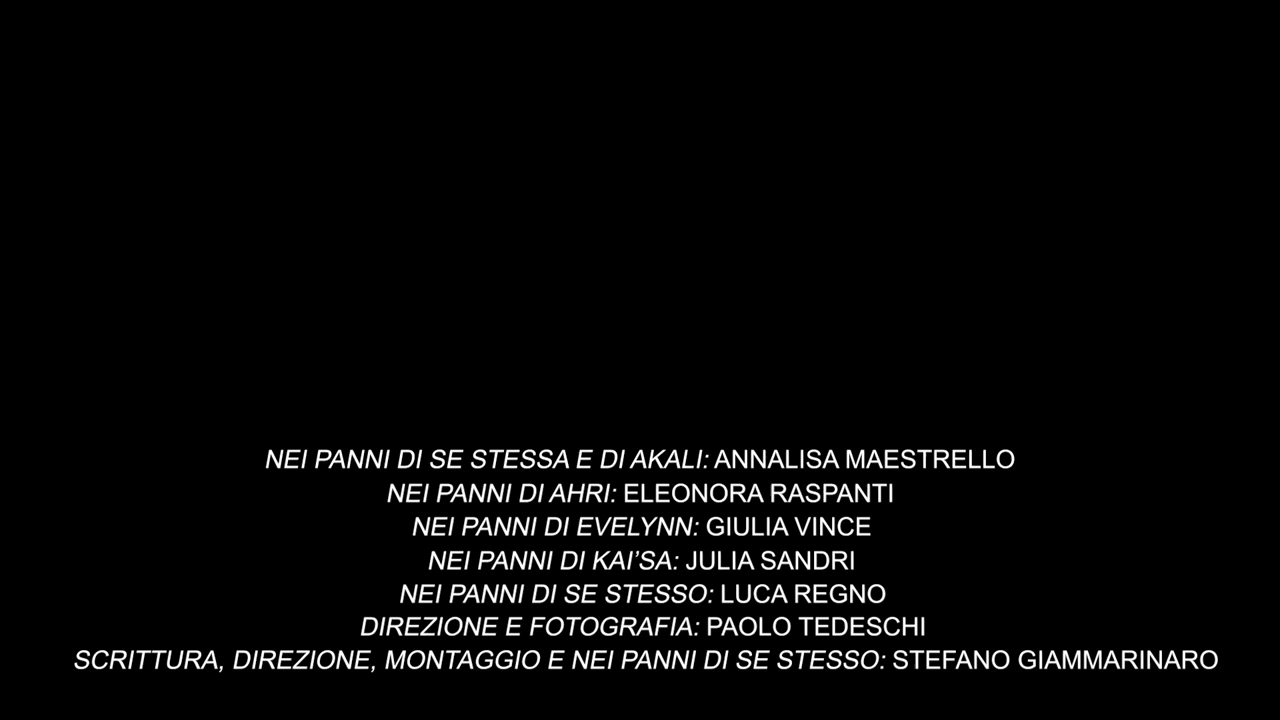 NEI PANNI DI SE STESSA E DI AKALI: ANNALISA MAESTRELLO
NEI PANNI DI AHRI: ELEONORA RASPANTI
NEI PANNI DI EVELYNN: GIULIA VINCE
NEI PANNI DI KAI’SA: JULIA SANDRI
NEI PANNI DI SE STESSO: LUCA REGNO
DIREZIONE E FOTOGRAFIA: PAOLO TEDESCHI
SCRITTURA, DIREZIONE, MONTAGGIO E NEI PANNI DI SE STESSO: STEFANO GIAMMARINARO